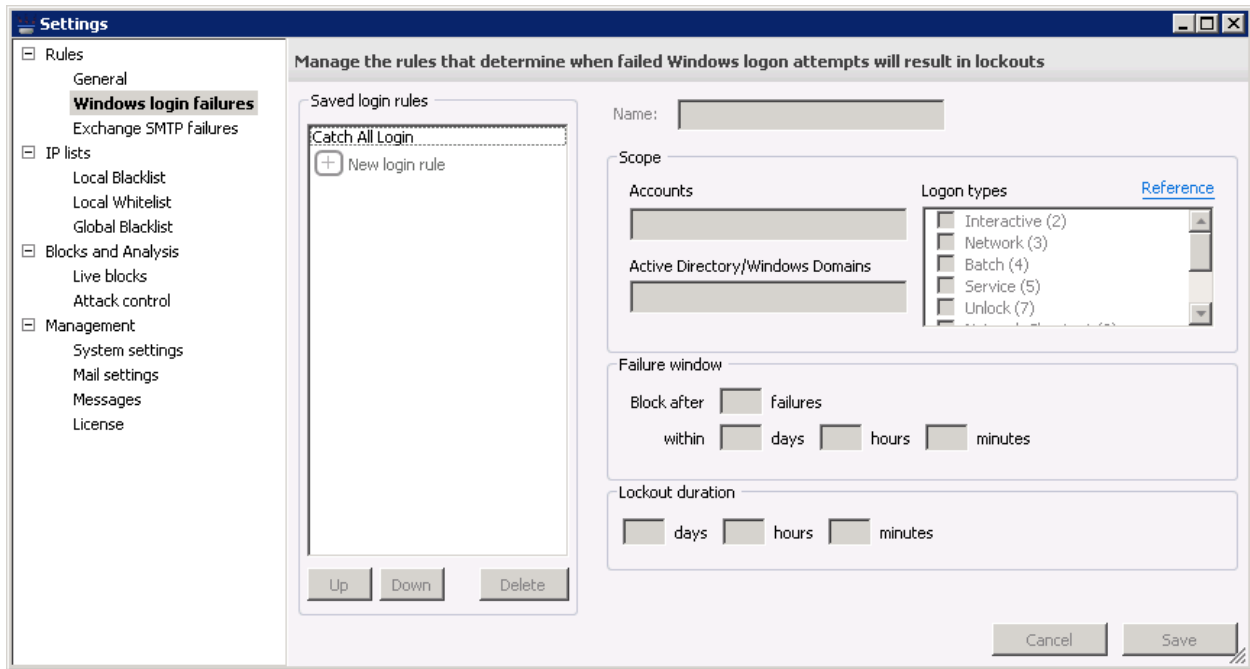 Settings
Rules
General
Windows login failures
Exchange SMTP failures
IP lists
Local Blacklist
Local Whitelist
Global Blacklist
Blocks and Analysis
Live blocks
Attack control
Management
System settings
Mail settings
Messages
License
Manage the rules that determine when failed Windows logon attempts will result in lockouts
Saved login rules
Catch All Login
New login rule
Up Down Delete
Name:
Scope
Accounts
Active Directory/Windows Domains
Logon types Reference
Interactive (2)
Network (3)
Batch (4)
Service (5)
Unlock (7)
Failure window
Block after failures
within days hours minutes
Lockout duration
days hours minutes
Cancel Save